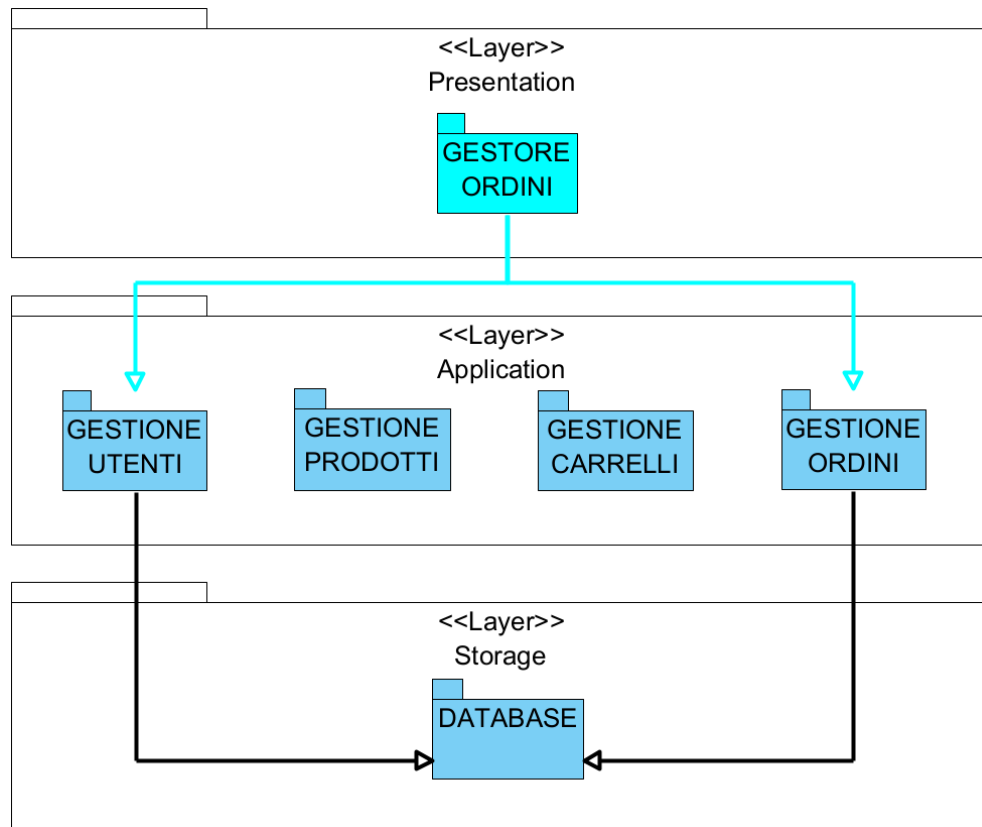 <<Layer>>
Presentation
GESTORE
ORDINI
<<Layer>>
Application
GESTIONE
UTENTI
GESTIONE
PRODOTTI
GESTIONE
CARRELLI
GESTIONE
ORDINI
<<Layer>>
Storage
DATABASE